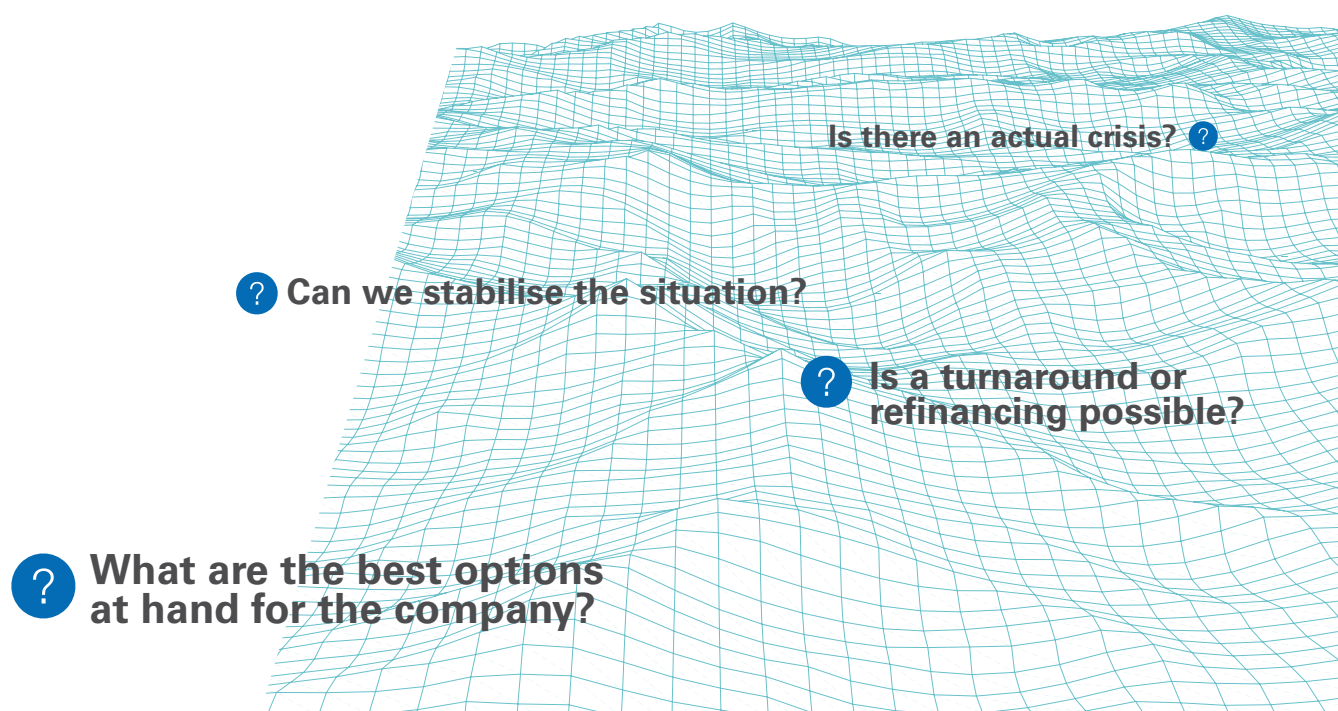 Is there an actual crisis? ?
? Can we stabilise the situation?
? Is a turnaround or
refinancing possible?
? What are the best options
at hand for the company?